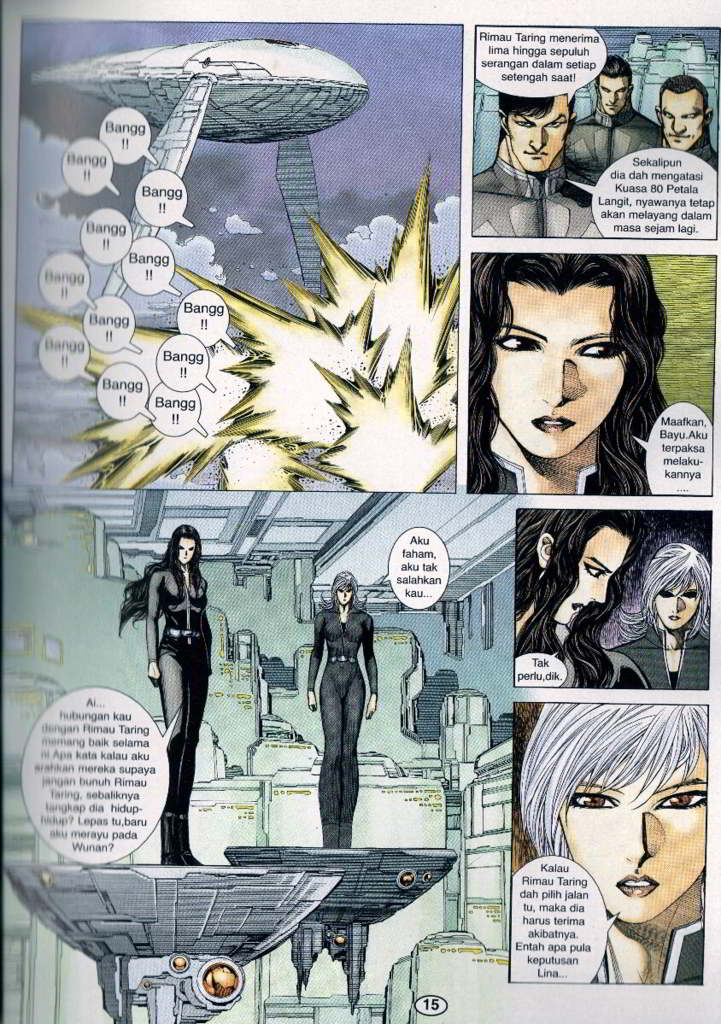 Bangg
!!
Bangg
!!
Bangg
!!
Bangg
!!
Bangg
!!
Bangg
!!
Bangg
!!
Bangg
!!
Bangg
!!
Bangg
!!
Bangg
!!
Bangg
!!
Rimau Taring menerima
lima hingga sepuluh
serangan dalam setiap
setengah saat!
Sekalipun
dia dah mengatasi
Kuasa 80 Petala
Langit, nyawanya tetap
akan melayang dalam
masa sejam lagi.
Maafkan,
Bayu.Aku
terpaksa
melaku-
kannya
....
Aku
faham,
aku tak
salahkan
kau...
Ai...
hubungan kau
dengan Rimau Taring
memang baik selama
ni Apa kata kalau aku
arahkan mereka supaya
jangan bunuh Rimau
Taring, sebaliknya
tangkap dia hidup-
hidup? Lepas tu,baru
aku merayu pada
Wunan?
Tak
perlu,dik.
Kalau
Rimau Taring
dah pilih jalan
tu, maka dia
harus terima
akibatnya.
Entah apa pula
keputusan
Lina...
15